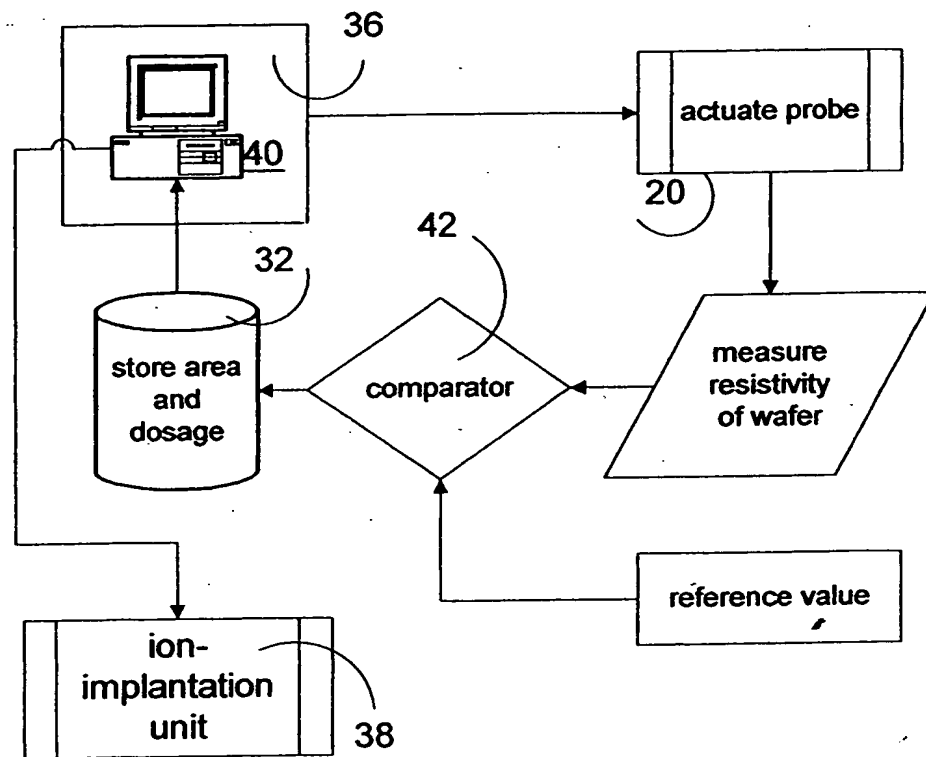 36
actuate probe
40
20
42
32
store area
and
dosage
comparator
measure
resistivity
of wafer
reference value
ion-
implantation
unit
38